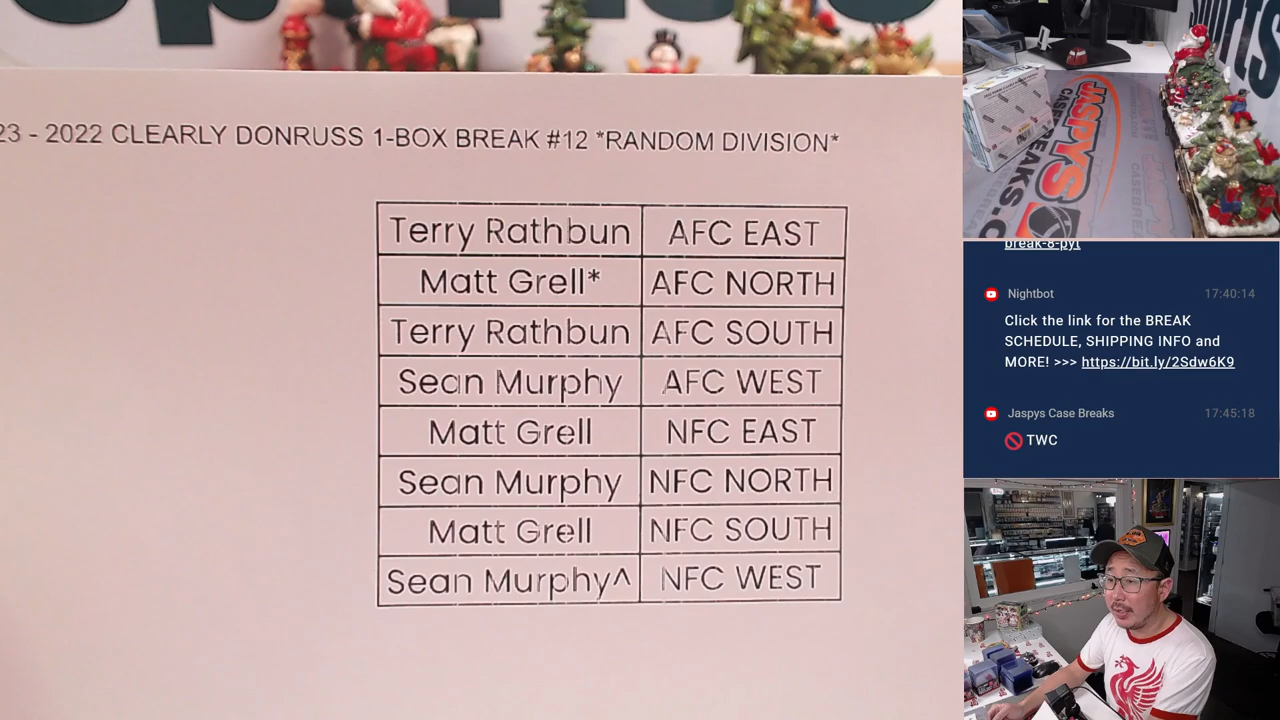 23 - 2022 CLEARLY DONRUSS 1-BOX BREAK #12 *RANDOM DIVISION*
Terry Rathbun AFC EAST
Matt Grell* AFC NORTH
Terry Rathbun AFC SOUTH
Sean Murphy AFC WEST
Matt Grell NFC EAST
Sean Murphy NFC NORTH
Matt Grell NFC SOUTH
Sean Murphy^ NFC WEST
JASPYS
CASEBREAKS.C
break-8-pyt
Nightbot 17:40:14
Click the link for the BREAK
SCHEDULE, SHIPPING INFO and
MORE! >>> https://bit.ly/2Sdw6K9
Jaspys Case Breaks 17:45:18
🚫 TWC